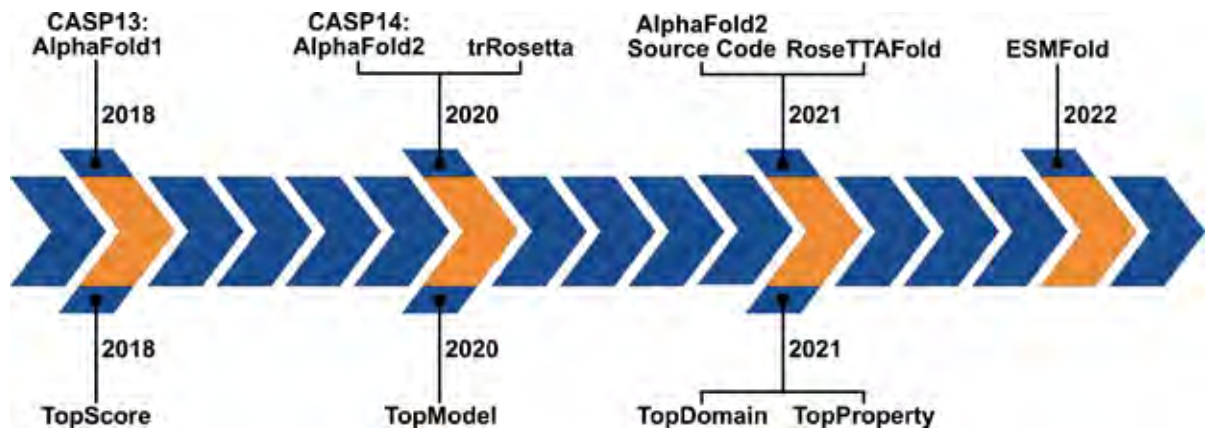 CASP13:
AlphaFold1
CASP14:
AlphaFold2
trRosetta
AlphaFold2
Source Code
RoseTTAFold
ESMFold
2018
2020
2021
2022
2018
2020
2021
TopScore
TopModel
TopDomain
TopProperty